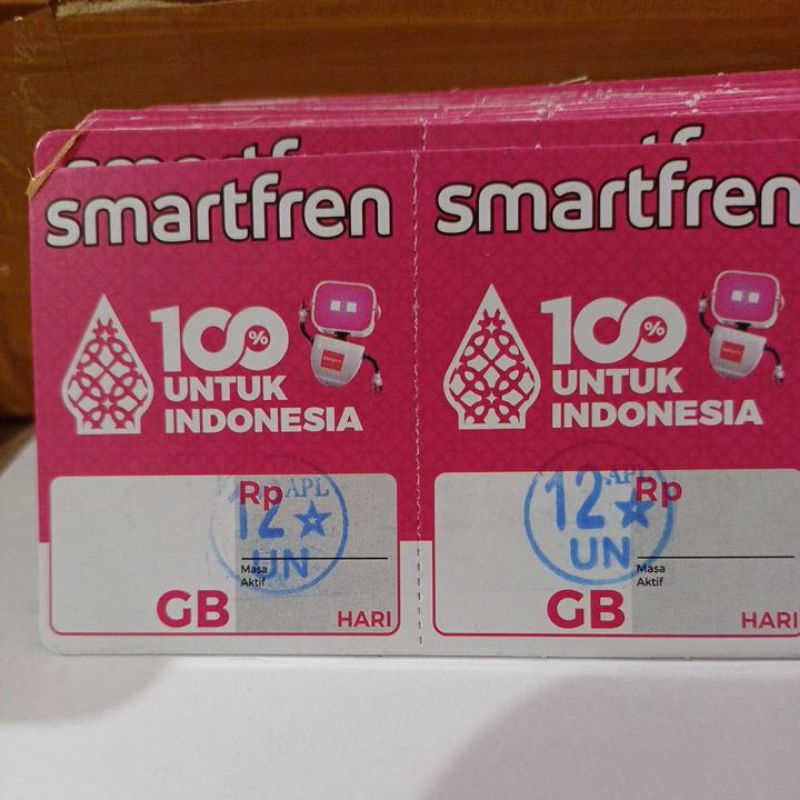 smartfren
100%
UNTUK
INDONESIA
Rp
APL
12
UN
Masa
Aktif
GB
HARI
smartfren
100%
UNTUK
INDONESIA
APL
Rp
12
UN
Masa
Aktif
GB
HARI